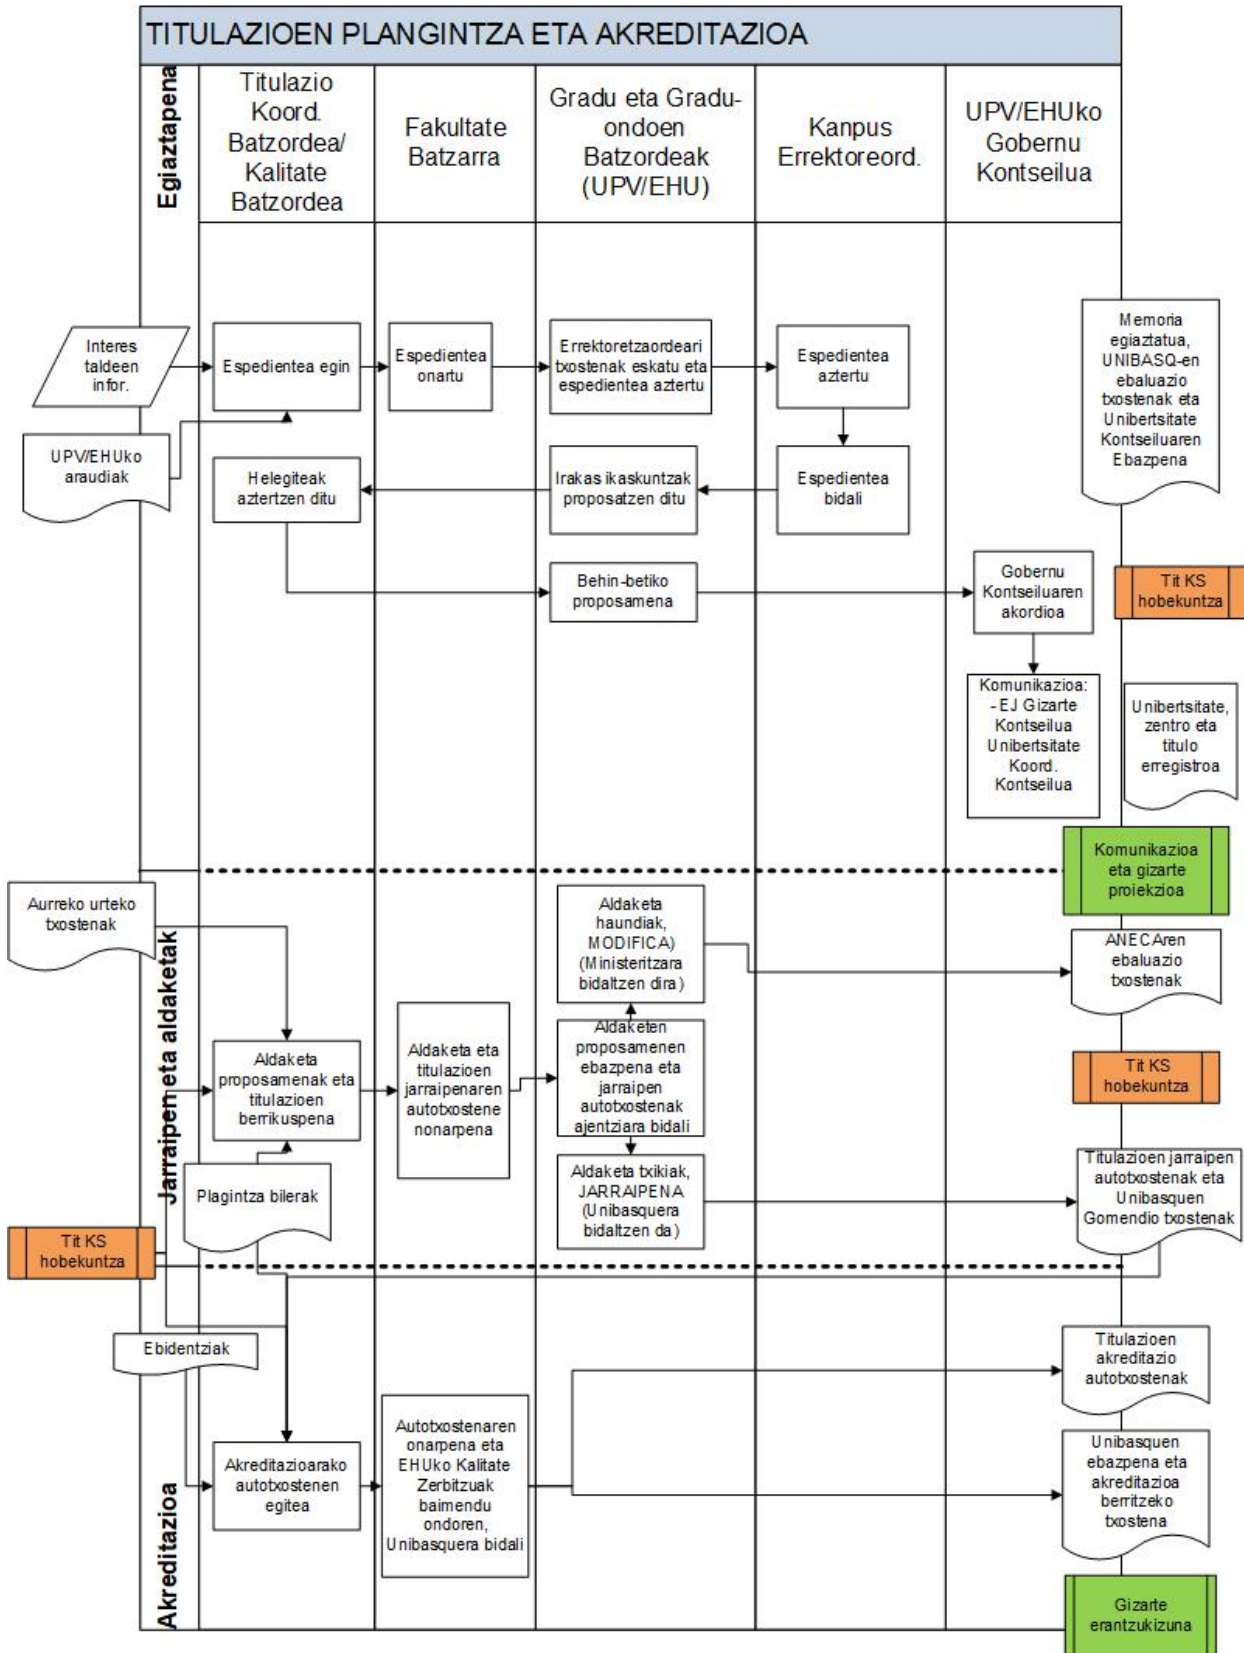 TITULAZIOEN PLANGINTZA ETA AKREDITAZIOA
Egiaztapena
Titulazio
Koord.
Batzordea/
Kalitate
Batzordea
Fakultate
Batzarra
Gradu eta Gradu-
ondoen
Batzordeak
(UPV/EHU)
Kanpus
Errektoreord.
UPV/EHUko
Gobernu
Kontseilua
Interes
taldeen
infor.
Espedientea egin
Espedientea
onartu
Errektoretzaordeari
txostenak eskatu eta
espedientea aztertu
Espedientea
aztertu
Memoria
egiaztatua,
UNIBASQ-en
ebaluazio
txostenak eta
Unibertsitate
Kontseiluaren
Ebazpena
UPV/EHUko
araudiak
Helegiteak
aztertzen ditu
Irakas ikaskuntzak
proposatzen ditu
Espedientea
bidali
Behin-betiko
proposamena
Gobernu
Kontseiluaren
akordioa
Tit KS
hobekuntza
Komunikazioa:
- EJ Gizarte
Kontseilua
Unibertsitate
Koord.
Kontseilua
Unibertsitate,
zentro eta
titulo
erregistroa
Komunikazioa
eta gizarte
proiekzioa
Jarraipen eta aldaketak
Aurreko urteko
txostenak
Aldaketa
haundiak,
MODIFICA)
(Ministeritzara
bidaltzen dira)
ANECAren
ebaluazio
txostenak
Aldaketa
proposamenak eta
titulazioen
berrikuspena
Aldaketa eta
titulazioen
jarraipenaren
autotxostene
nonarpena
Aldaketen
proposamenen
ebazpena eta
jarraipen
autotxostenak
ajentziara bidali
Tit KS
hobekuntza
Plagintza bilerak
Aldaketa txikiak,
JARRAIPENA
(Unibasquera
bidaltzen da)
Titulazioen jarraipen
autotxostenak eta
Unibasquen
Gomendio txostenak
Tit KS
hobekuntza
Akreditazioa
Ebidentziak
Titulazioen
akreditazio
autotxostenak
Akreditazioarako
autotxostenen
egitea
Autotxostenaren
onarpena eta
EHUko Kalitate
Zerbitzuak
baimendu
ondoren,
Unibasquera bidali
Unibasquen
ebazpena eta
akreditazioa
berritzeko
txostena
Gizarte
erantzukizuna